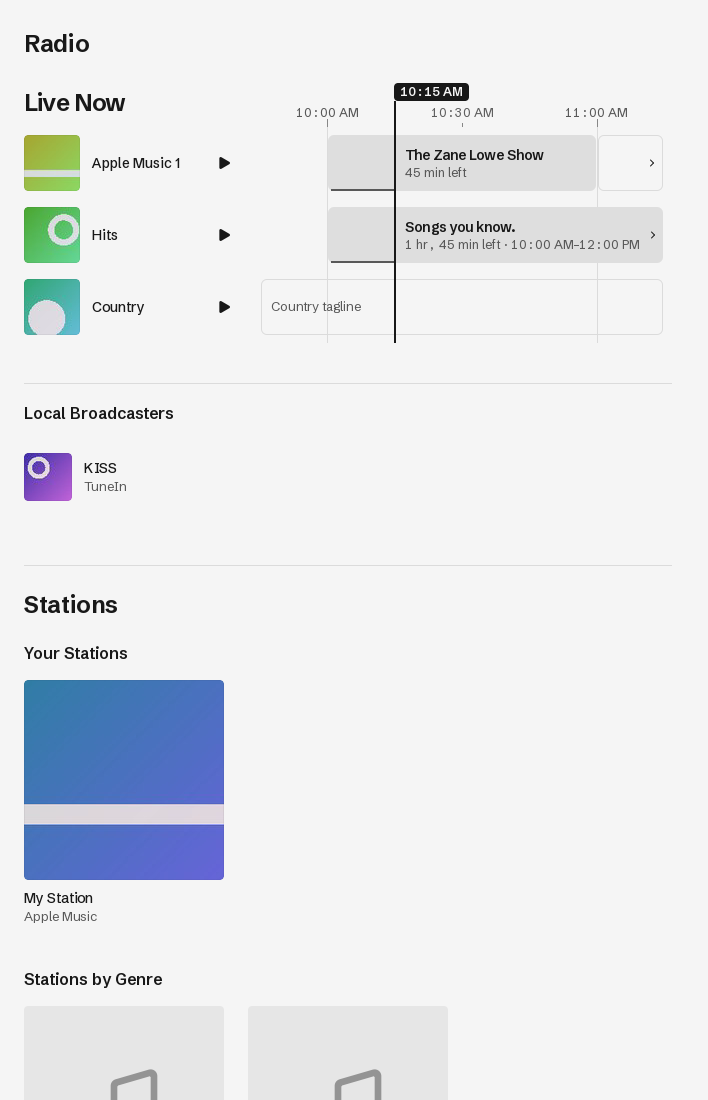 Radio
Live Now
10:15 AM
10:00 AM
10:30 AM
11:00 AM
Apple Music 1
The Zane Lowe Show
45 min left
Hits
Songs you know.
1 hr, 45 min left · 10:00 AM–12:00 PM
Country
Country tagline
Local Broadcasters
KISS
TuneIn
Stations
Your Stations
My Station
Apple Music
Stations by Genre